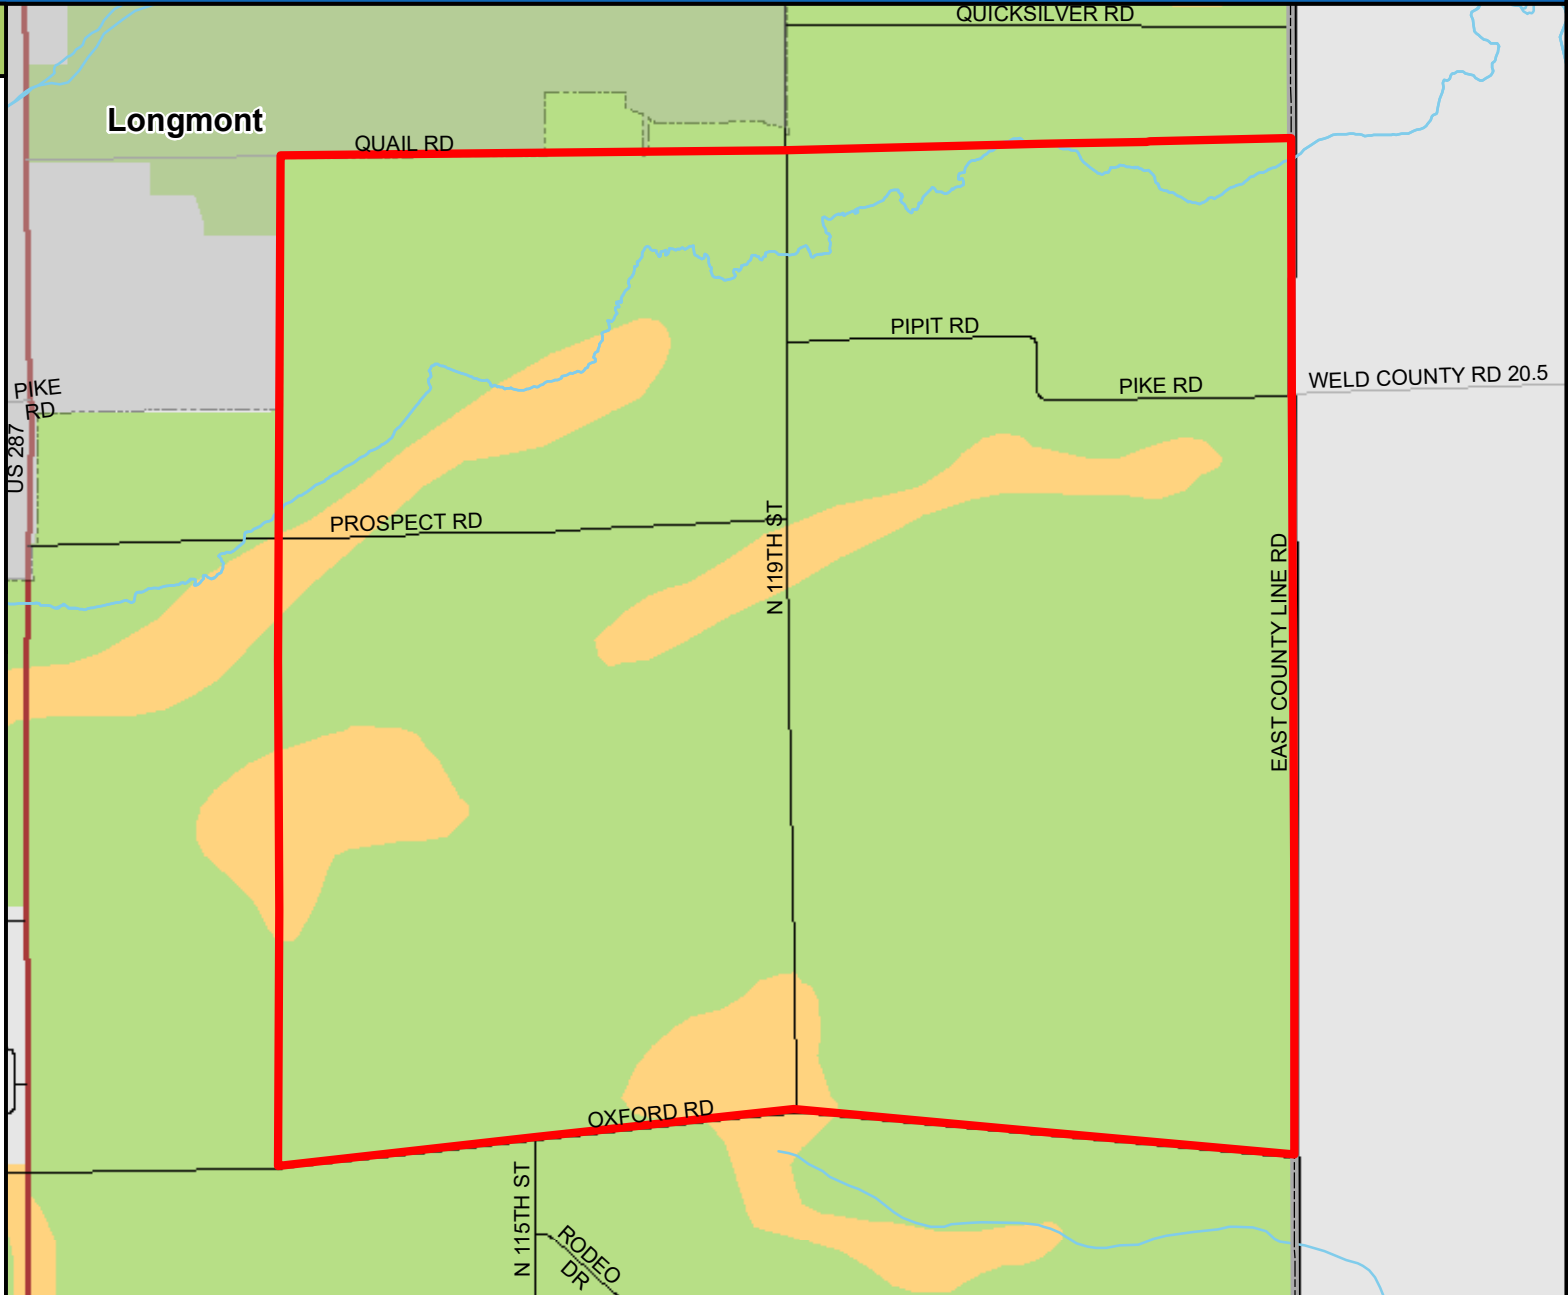 QUICKSILVER RD
Longmont
QUAIL RD
PIPIT RD
PIKE
RD
PIKE RD
WELD COUNTY RD 20.5
US 287
PROSPECT RD
N 119TH ST
EAST COUNTY LINE RD
OXFORD RD
N 115TH ST
RODEO
DR